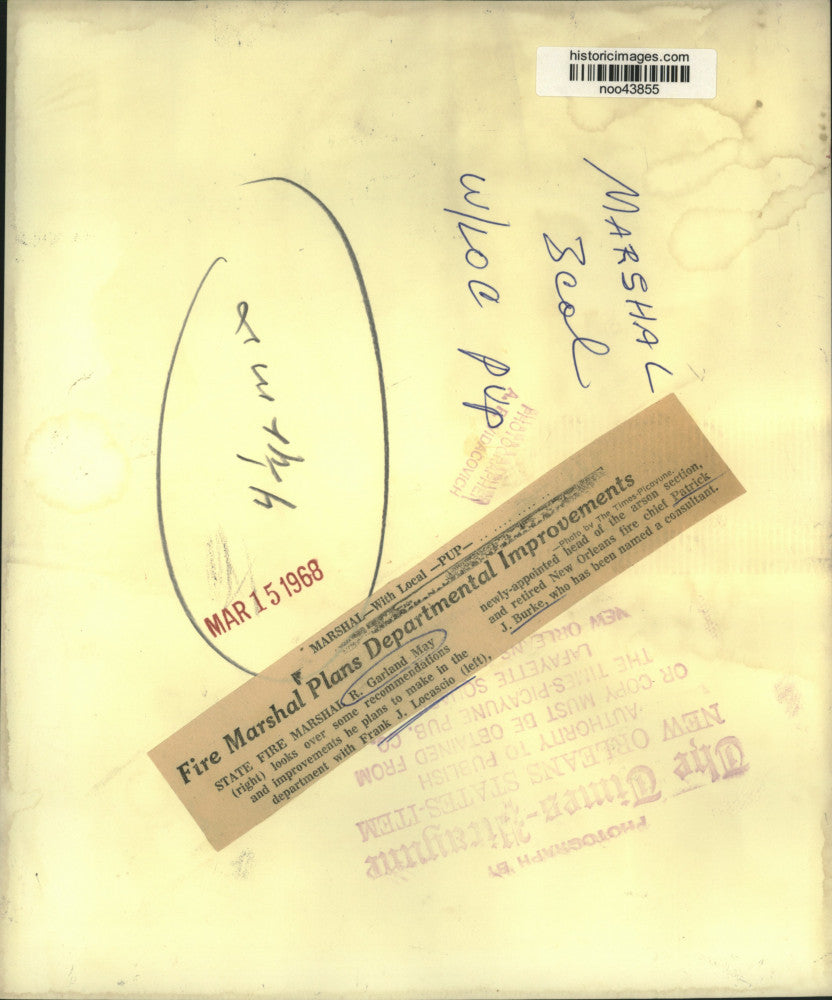 historicimages.com
noo43855
MARSHAL
3 col
w/LOC PUP
PHOTOGRAPHER
VIDACOVICH
MAR 15 1968
MARSHAL—With Local —PUP—
Fire Marshal Plans Departmental Improvements
—Photo by The Times-Picayune.
STATE FIRE MARSHAL R. Garland May
(right) looks over some recommendations
and improvements he plans to make in the
department with Frank J. Locascio (left),
newly-appointed head of the arson section,
and retired New Orleans fire chief Patrick
J. Burke, who has been named a consultant.
PHOTOGRAPH BY
The Times-Picayune
NEW ORLEANS STATES-ITEM
AUTHORITY TO PUBLISH
OR COPY MUST BE OBTAINED FROM
THE TIMES-PICAYUNE PUB. CO.
LAFAYETTE SQ
NEW ORLEANS